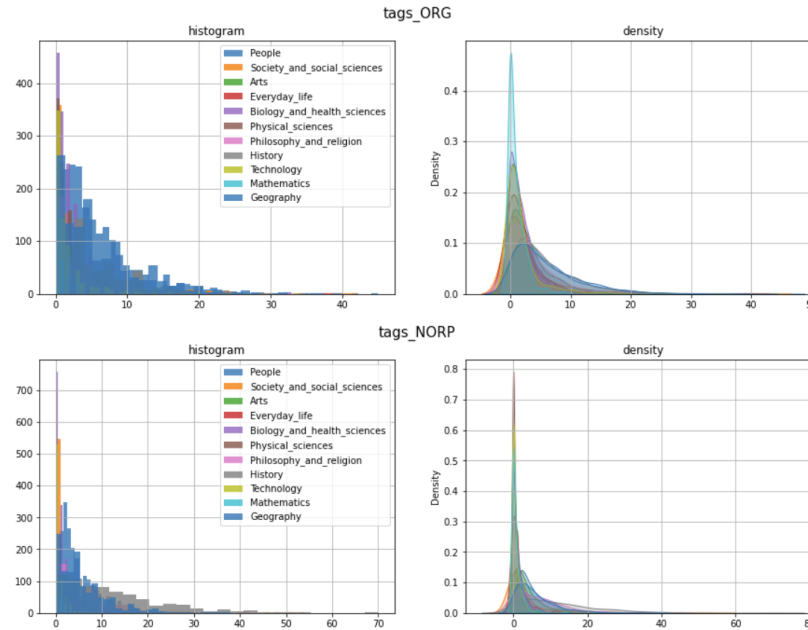 tags_ORG
histogram
density
People
Society_and_social_sciences
Arts
Everyday_life
Biology_and_health_sciences
Physical_sciences
Philosophy_and_religion
History
Technology
Mathematics
Geography
400
300
200
100
0
0 10 20 30 40
Density
0.4
0.3
0.2
0.1
0.0
0 10 20 30 40
tags_NORP
histogram
density
People
Society_and_social_sciences
Arts
Everyday_life
Biology_and_health_sciences
Physical_sciences
Philosophy_and_religion
History
Technology
Mathematics
Geography
700
600
500
400
300
200
100
0
0 10 20 30 40 50 60 70
Density
0.8
0.7
0.6
0.5
0.4
0.3
0.2
0.1
0.0
0 20 40 60